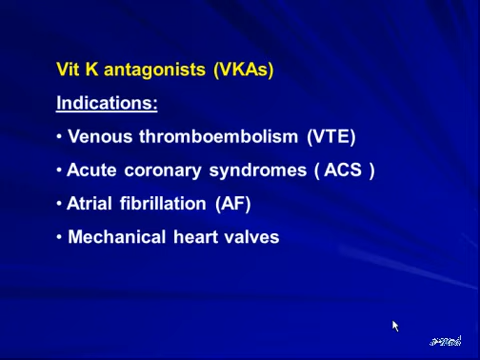 Vit K antagonists (VKAs)
Indications:
• Venous thromboembolism (VTE)
• Acute coronary syndromes ( ACS )
• Atrial fibrillation (AF)
• Mechanical heart valves